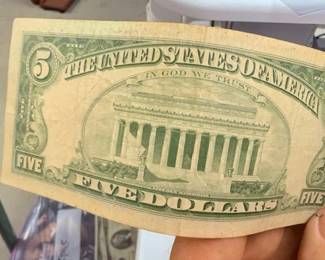 5
THE UNITED STATES OF AMERICA
IN GOD WE TRUST
FIVE
FIVE DOLLARS
FIVE